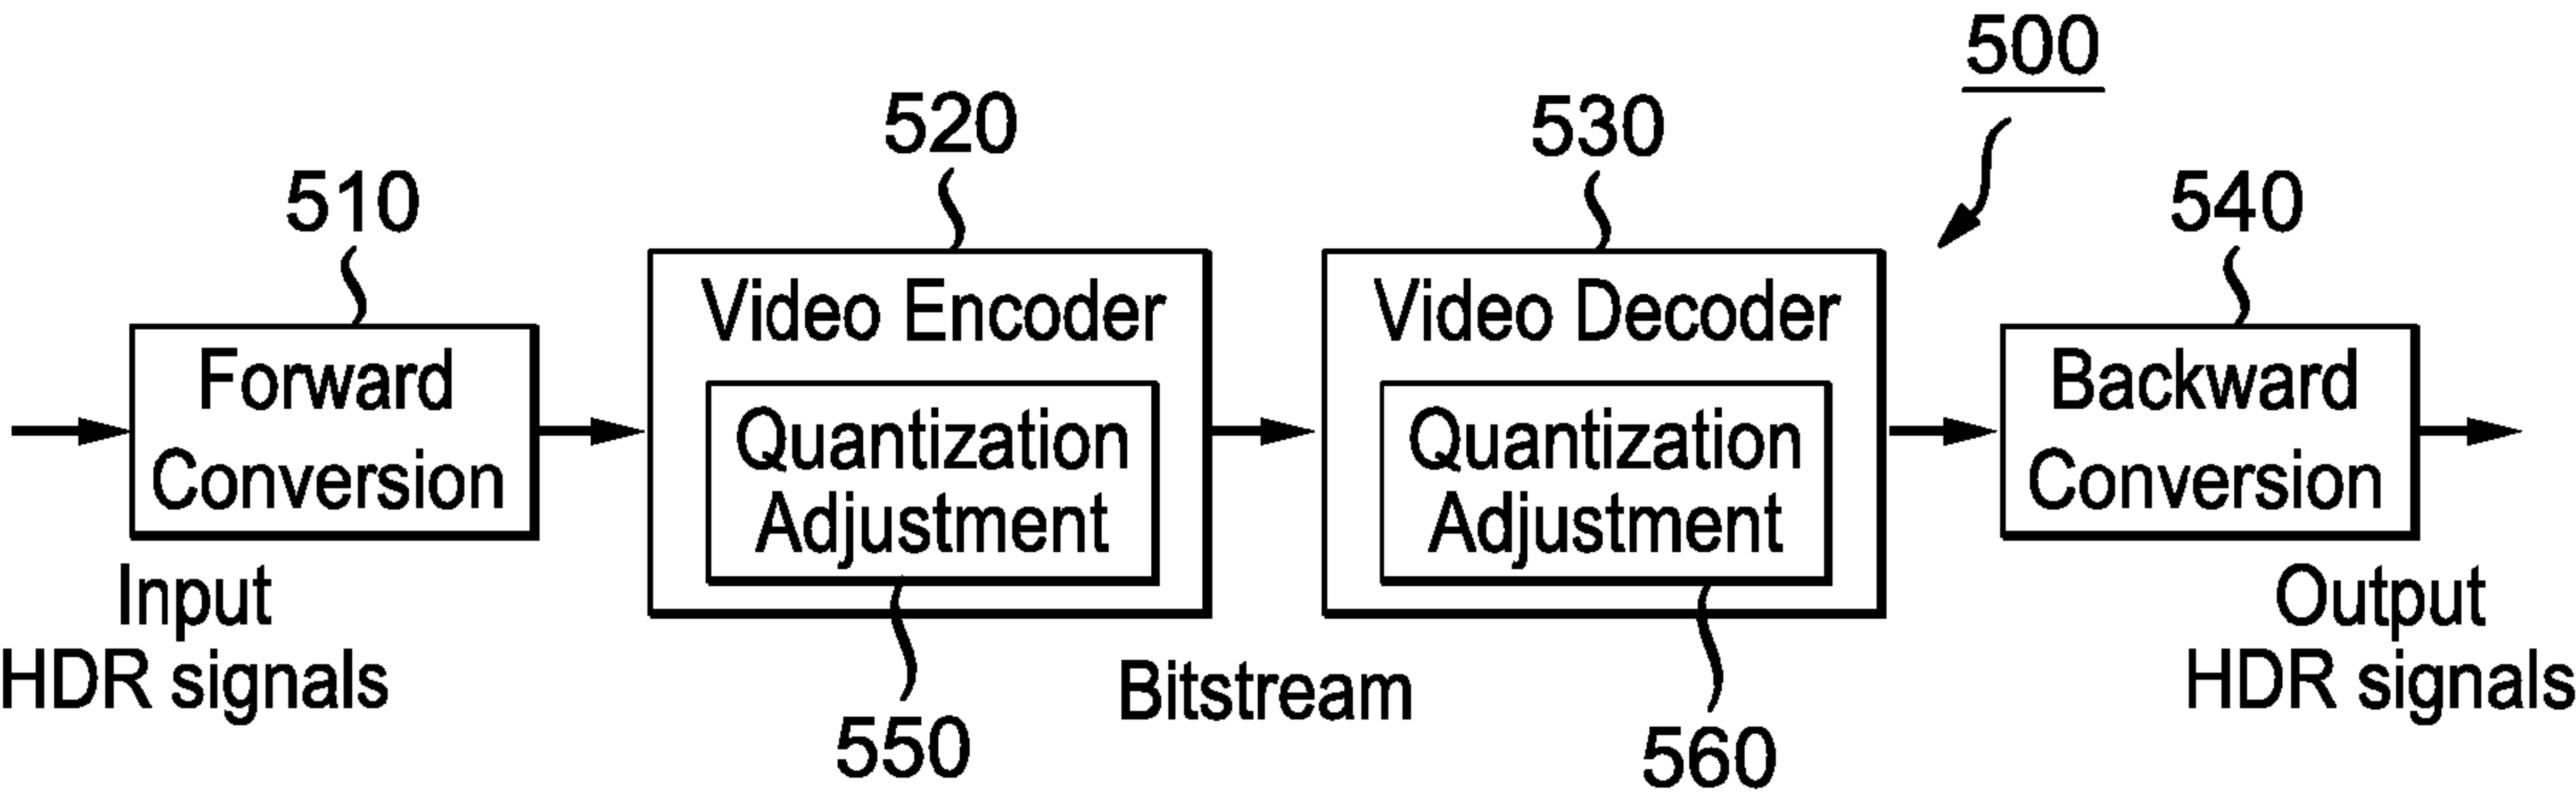 500
520
530
510
540
Video Encoder
Video Decoder
Forward
Conversion
Quantization
Adjustment
Quantization
Adjustment
Backward
Conversion
Input
HDR signals
Bitstream
Output
HDR signals
550
560